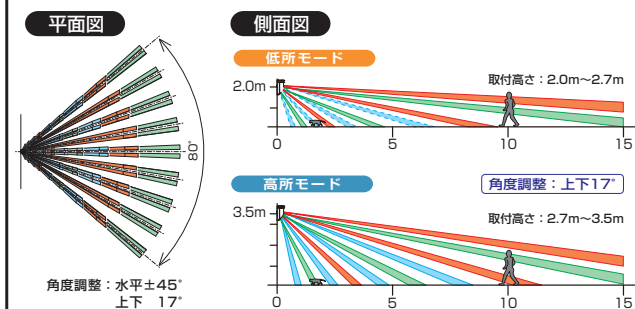 平面図
80°
角度調整：水平±45°
上下 17°
側面図
低所モード
取付高さ：2.0m～2.7m
2.0m
0 5 10 15
高所モード
角度調整：上下17°
取付高さ：2.7m～3.5m
3.5m
0 5 10 15